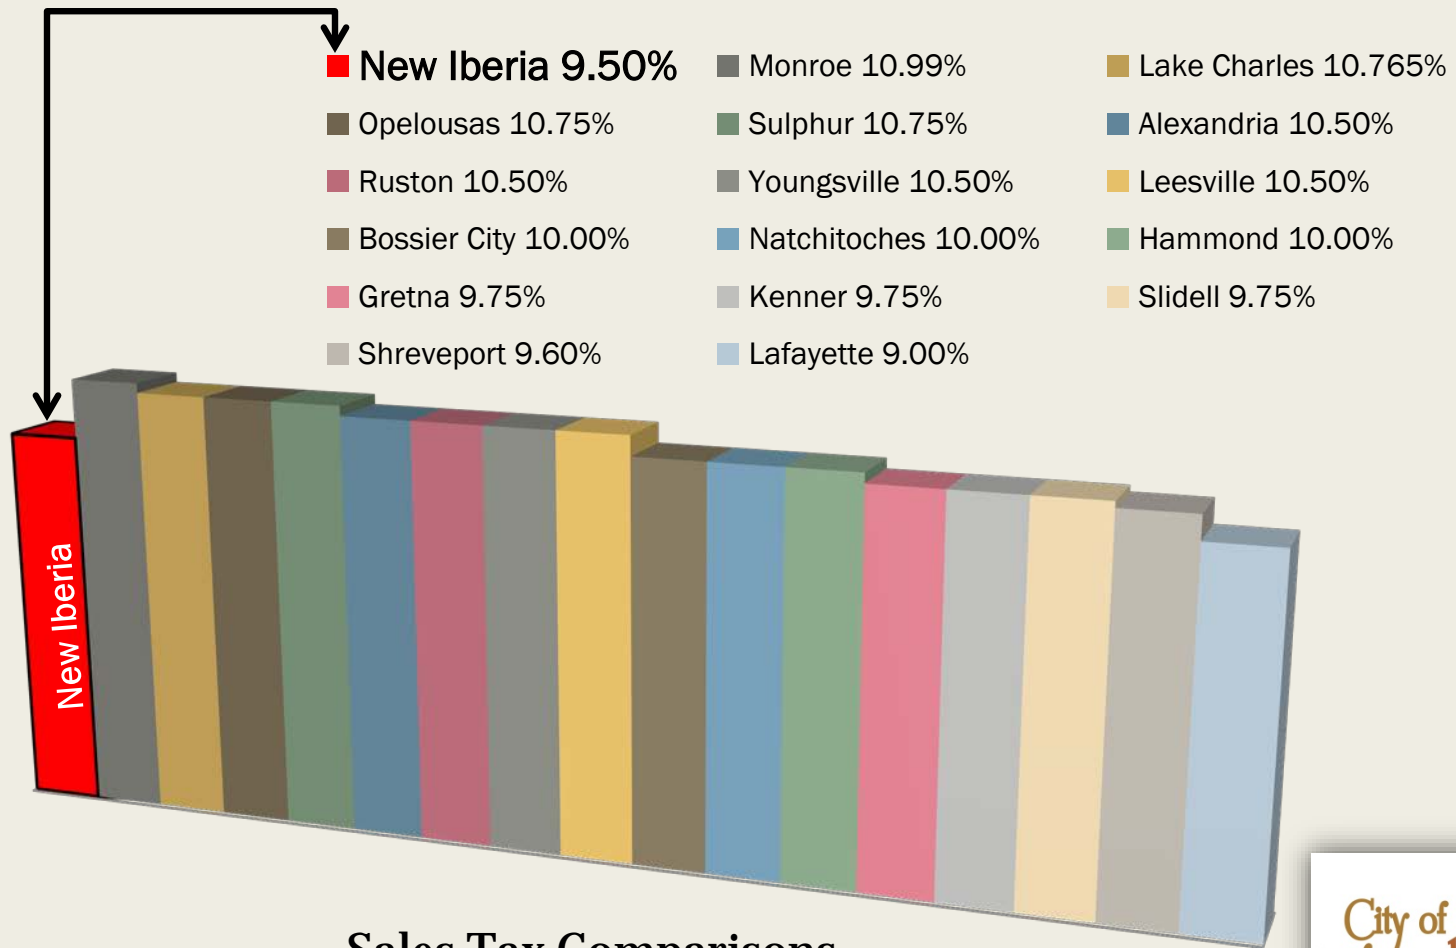 New Iberia 9.50% Monroe 10.99% Lake Charles 10.765%
Opelousas 10.75% Sulphur 10.75% Alexandria 10.50%
Ruston 10.50% Youngsville 10.50% Leesville 10.50%
Bossier City 10.00% Natchitoches 10.00% Hammond 10.00%
Gretna 9.75% Kenner 9.75% Slidell 9.75%
Shreveport 9.60% Lafayette 9.00%
New Iberia
Sales Tax Comparisons
City of